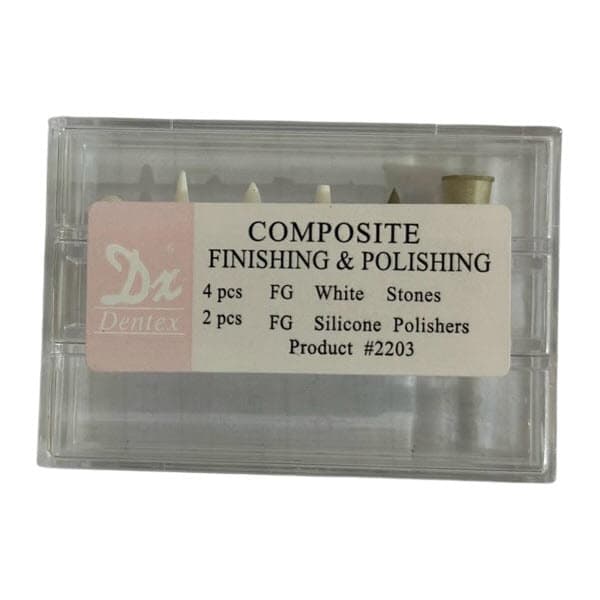 Dx
®
Dentex
COMPOSITE
FINISHING & POLISHING
4 pcs FG White Stones
2 pcs FG Silicone Polishers
Product #2203